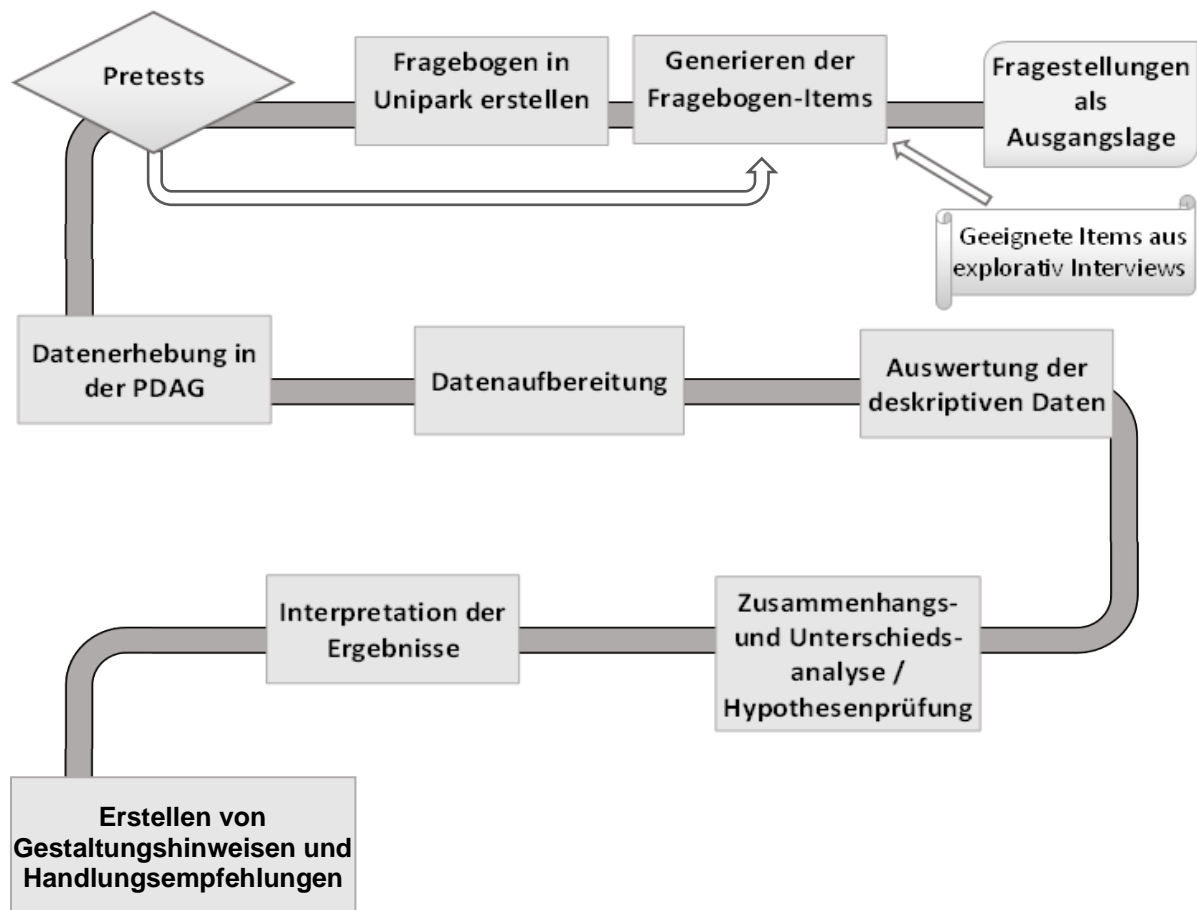 Pretests
Fragebogen in
Unipark erstellen
Generieren der
Fragebogen-Items
Fragestellungen
als
Ausgangslage
Geeignete Items aus
explorativ Interviews
Datenerhebung in
der PDAG
Datenaufbereitung
Auswertung der
deskriptiven Daten
Interpretation der
Ergebnisse
Zusammenhangs-
und Unterschieds-
analyse /
Hypothesenprüfung
Erstellen von
Gestaltungshinweisen und
Handlungsempfehlungen